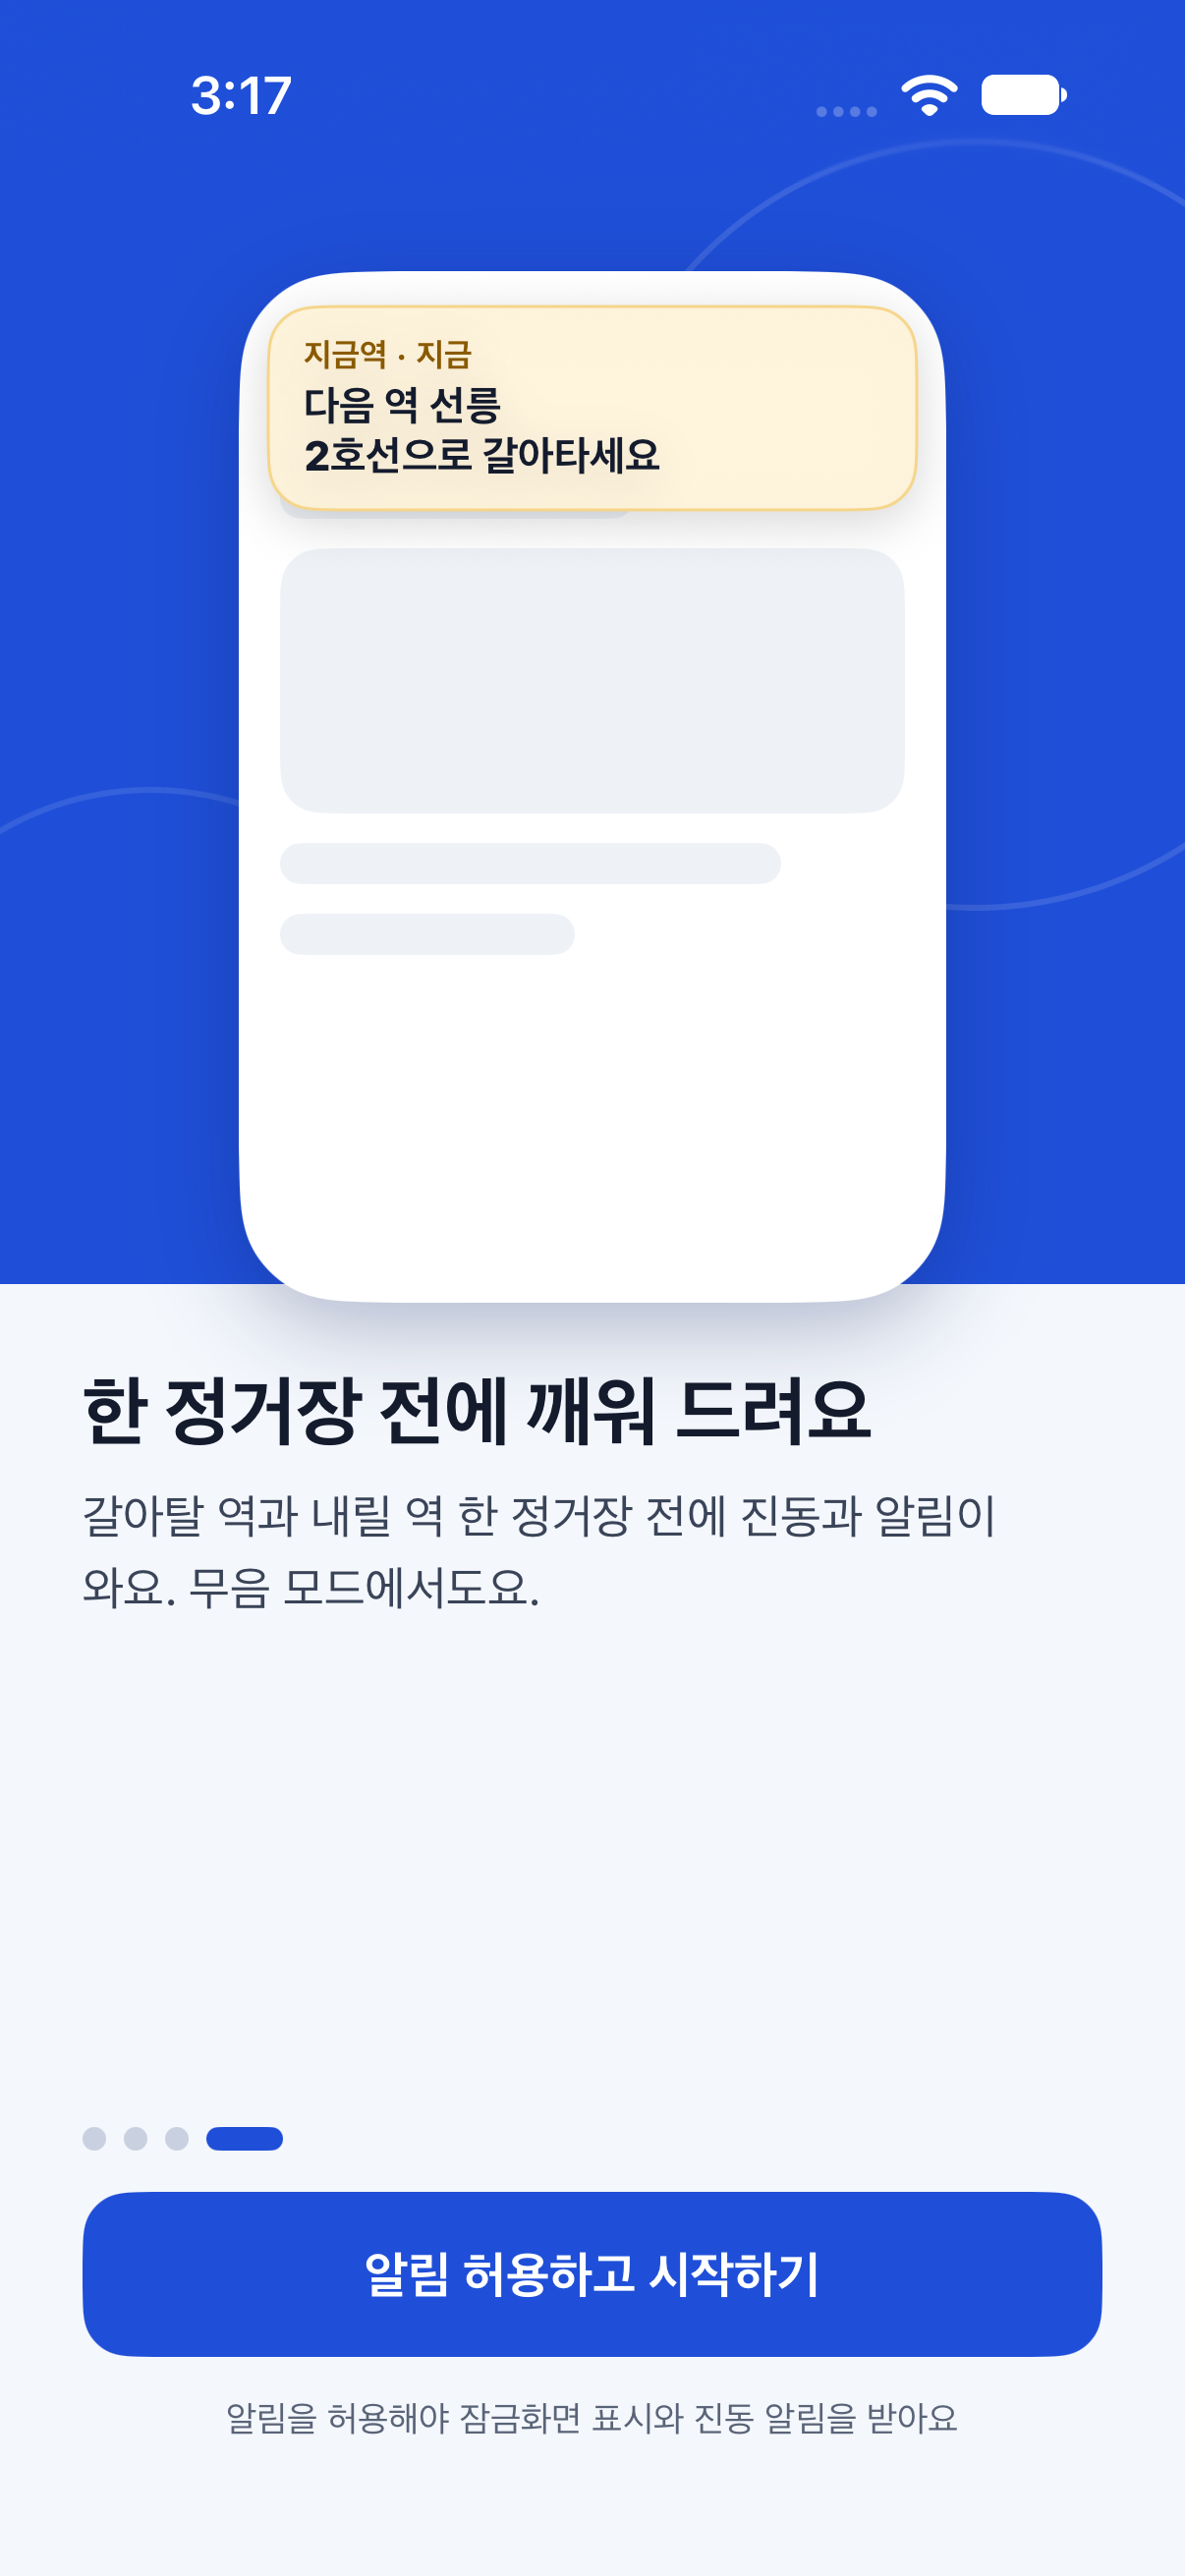 3:17
지금역 · 지금
다음 역 선릉
2호선으로 갈아타세요
한 정거장 전에 깨워 드려요
갈아탈 역과 내릴 역 한 정거장 전에 진동과 알림이
와요. 무음 모드에서도요.
알림 허용하고 시작하기
알림을 허용해야 잠금화면 표시와 진동 알림을 받아요